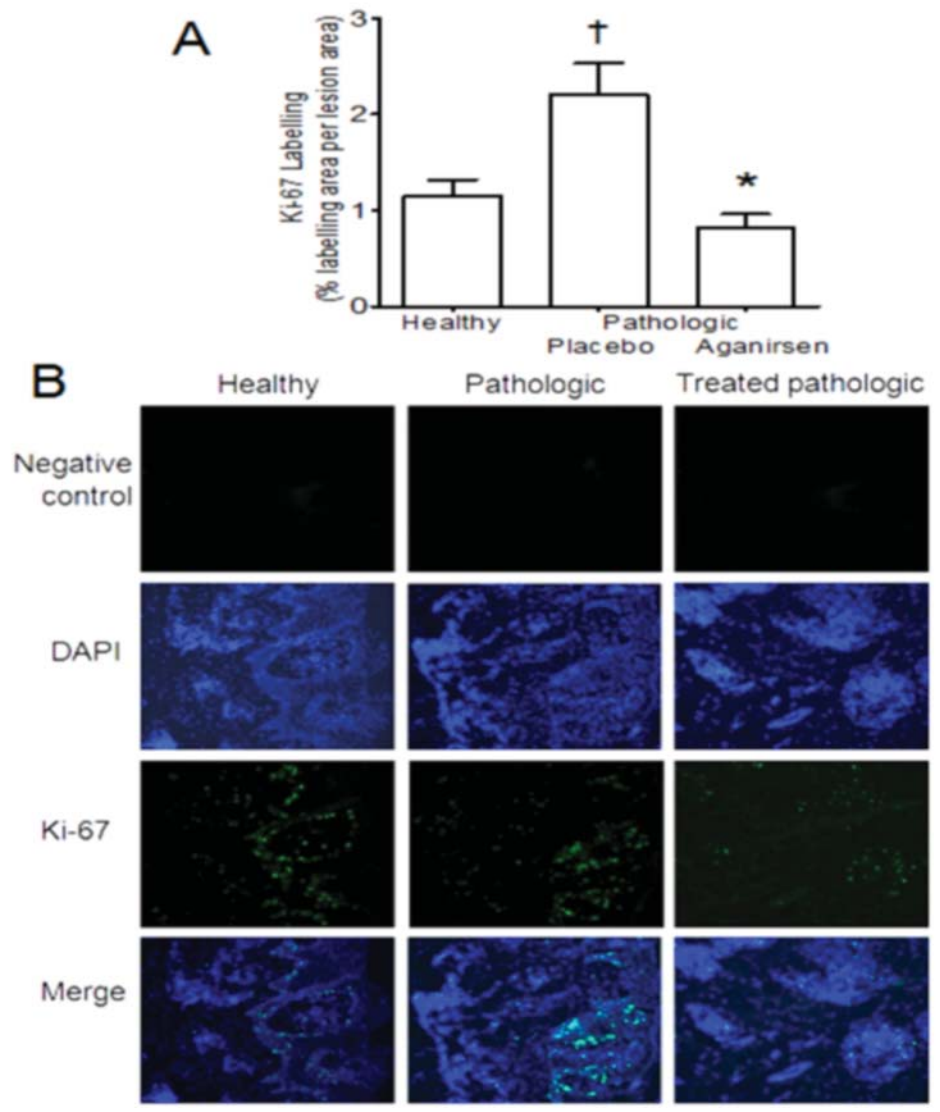 A
Ki-67 Labelling
(% labelling area per lesion area)
3
2
1
0
†
*
Healthy
Pathologic
Placebo
Aganirsen
B
Healthy
Pathologic
Treated pathologic
Negative
control
DAPI
Ki-67
Merge